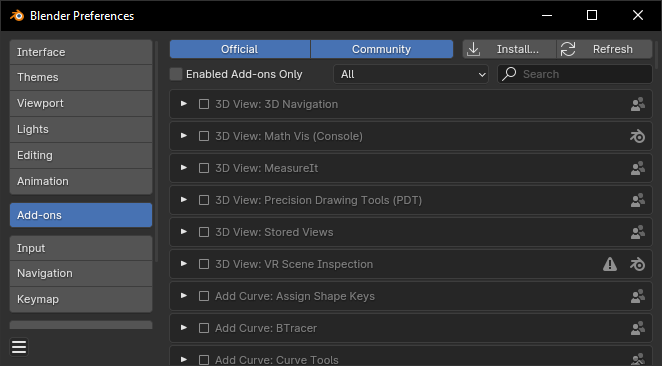 Blender Preferences
Interface
Themes
Viewport
Lights
Editing
Animation
Add-ons
Input
Navigation
Keymap
Official
Community
Install...
Refresh
Enabled Add-ons Only
All
Search
3D View: 3D Navigation
3D View: Math Vis (Console)
3D View: MeasureIt
3D View: Precision Drawing Tools (PDT)
3D View: Stored Views
3D View: VR Scene Inspection
Add Curve: Assign Shape Keys
Add Curve: BTracer
Add Curve: Curve Tools